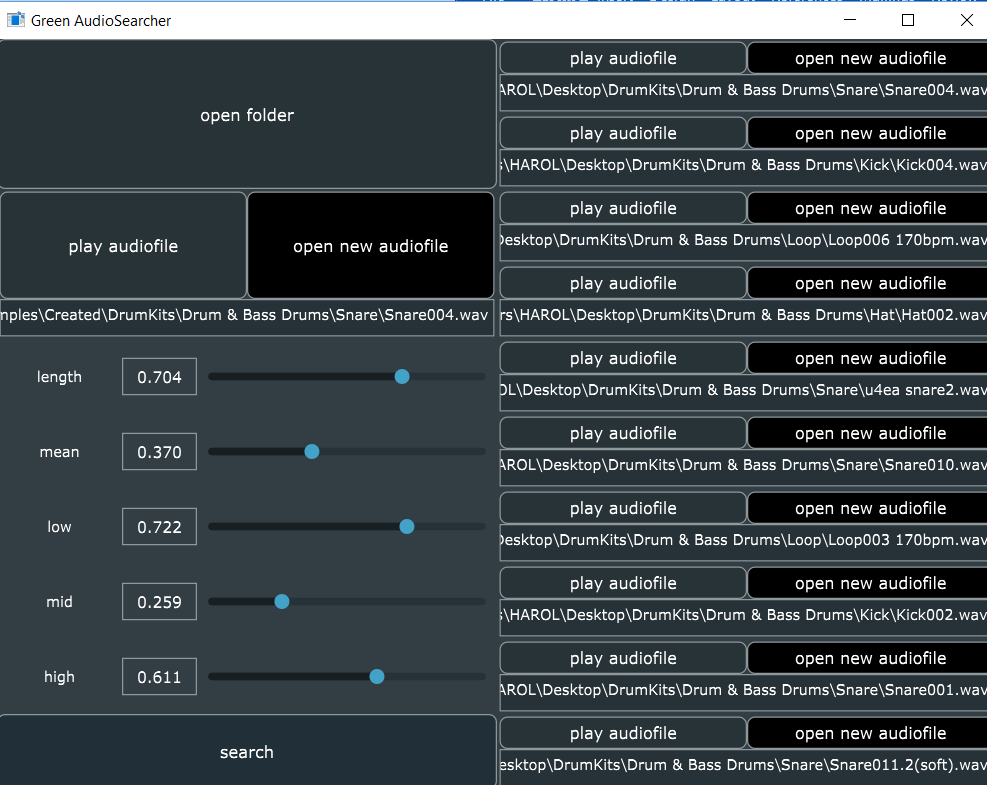 Green AudioSearcher
open folder
play audiofile
open new audiofile
mples\Created\DrumKits\Drum & Bass Drums\Snare\Snare004.wav
length 0.704
mean 0.370
low 0.722
mid 0.259
high 0.611
search
play audiofile
open new audiofile
AROL\Desktop\DrumKits\Drum & Bass Drums\Snare\Snare004.wav
play audiofile
open new audiofile
s\HAROL\Desktop\DrumKits\Drum & Bass Drums\Kick\Kick004.wav
play audiofile
open new audiofile
Desktop\DrumKits\Drum & Bass Drums\Loop\Loop006 170bpm.wav
play audiofile
open new audiofile
rs\HAROL\Desktop\DrumKits\Drum & Bass Drums\Hat\Hat002.wav
play audiofile
open new audiofile
OL\Desktop\DrumKits\Drum & Bass Drums\Snare\u4ea snare2.wav
play audiofile
open new audiofile
AROL\Desktop\DrumKits\Drum & Bass Drums\Snare\Snare010.wav
play audiofile
open new audiofile
Desktop\DrumKits\Drum & Bass Drums\Loop\Loop003 170bpm.wav
play audiofile
open new audiofile
s\HAROL\Desktop\DrumKits\Drum & Bass Drums\Kick\Kick002.wav
play audiofile
open new audiofile
AROL\Desktop\DrumKits\Drum & Bass Drums\Snare\Snare001.wav
play audiofile
open new audiofile
esktop\DrumKits\Drum & Bass Drums\Snare\Snare011.2(soft).wav